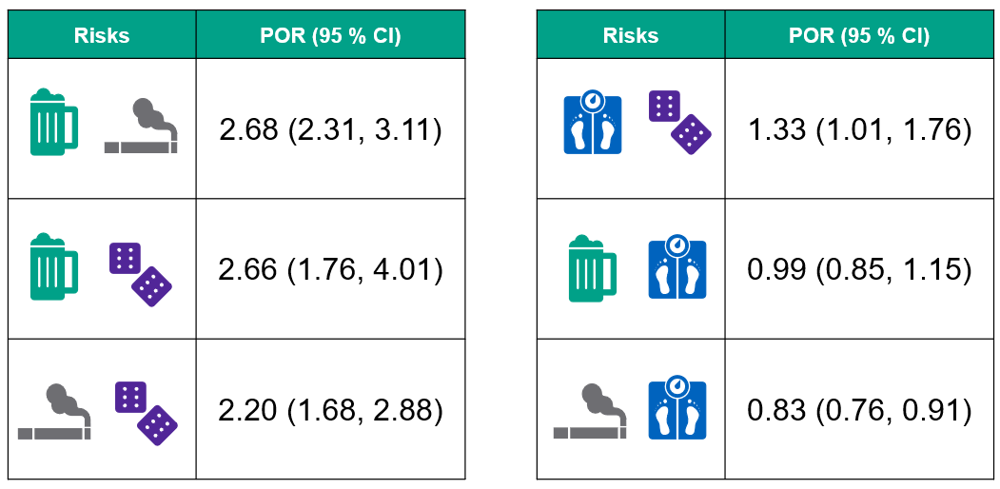 Risks POR (95 % CI)
2.68 (2.31, 3.11)
2.66 (1.76, 4.01)
2.20 (1.68, 2.88)
Risks POR (95 % CI)
1.33 (1.01, 1.76)
0.99 (0.85, 1.15)
0.83 (0.76, 0.91)